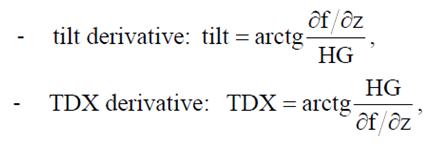 - tilt derivative: tilt = arctg ∂f/∂z / HG ,
- TDX derivative: TDX = arctg HG / ∂f/∂z ,